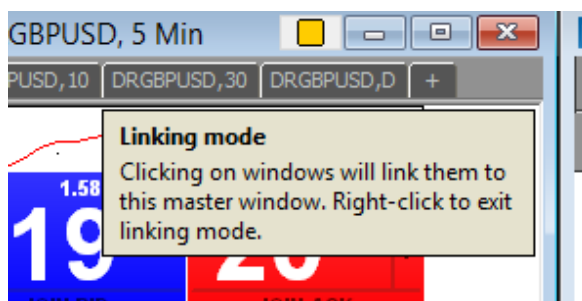 GBPUSD, 5 Min
PUSD,10 DRGBPUSD,30 DRGBPUSD,D +
Linking mode
Clicking on windows will link them to
this master window. Right-click to exit
linking mode.
1.58
19 20